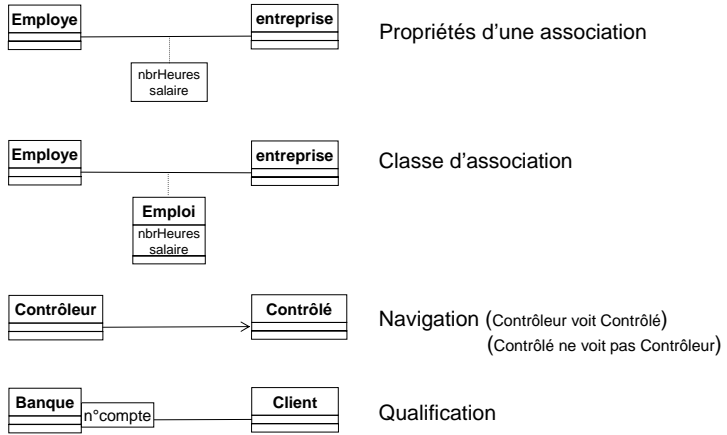 Employe
entreprise
Propriétés d'une association
nbrHeures
salaire
Employe
entreprise
Classe d'association
Emploi
nbrHeures
salaire
Contrôleur
Contrôlé
Navigation (Contrôleur voit Contrôlé)
(Contrôlé ne voit pas Contrôleur)
Banque
n°compte
Client
Qualification